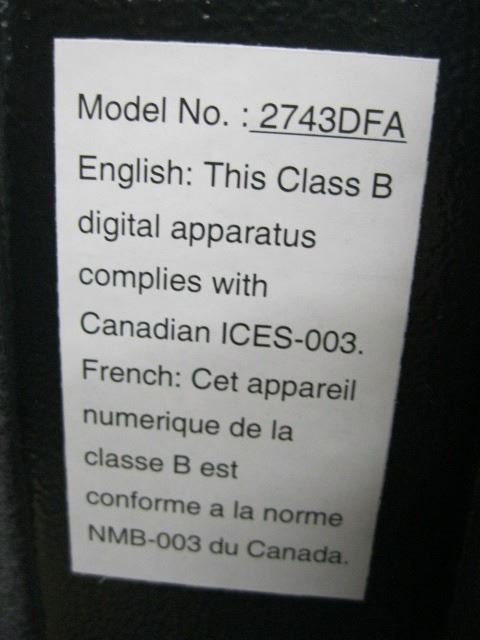 Model No. : 2743DFA
English: This Class B
digital apparatus
complies with
Canadian ICES-003.
French: Cet appareil
numerique de la
classe B est
conforme a la norme
NMB-003 du Canada.